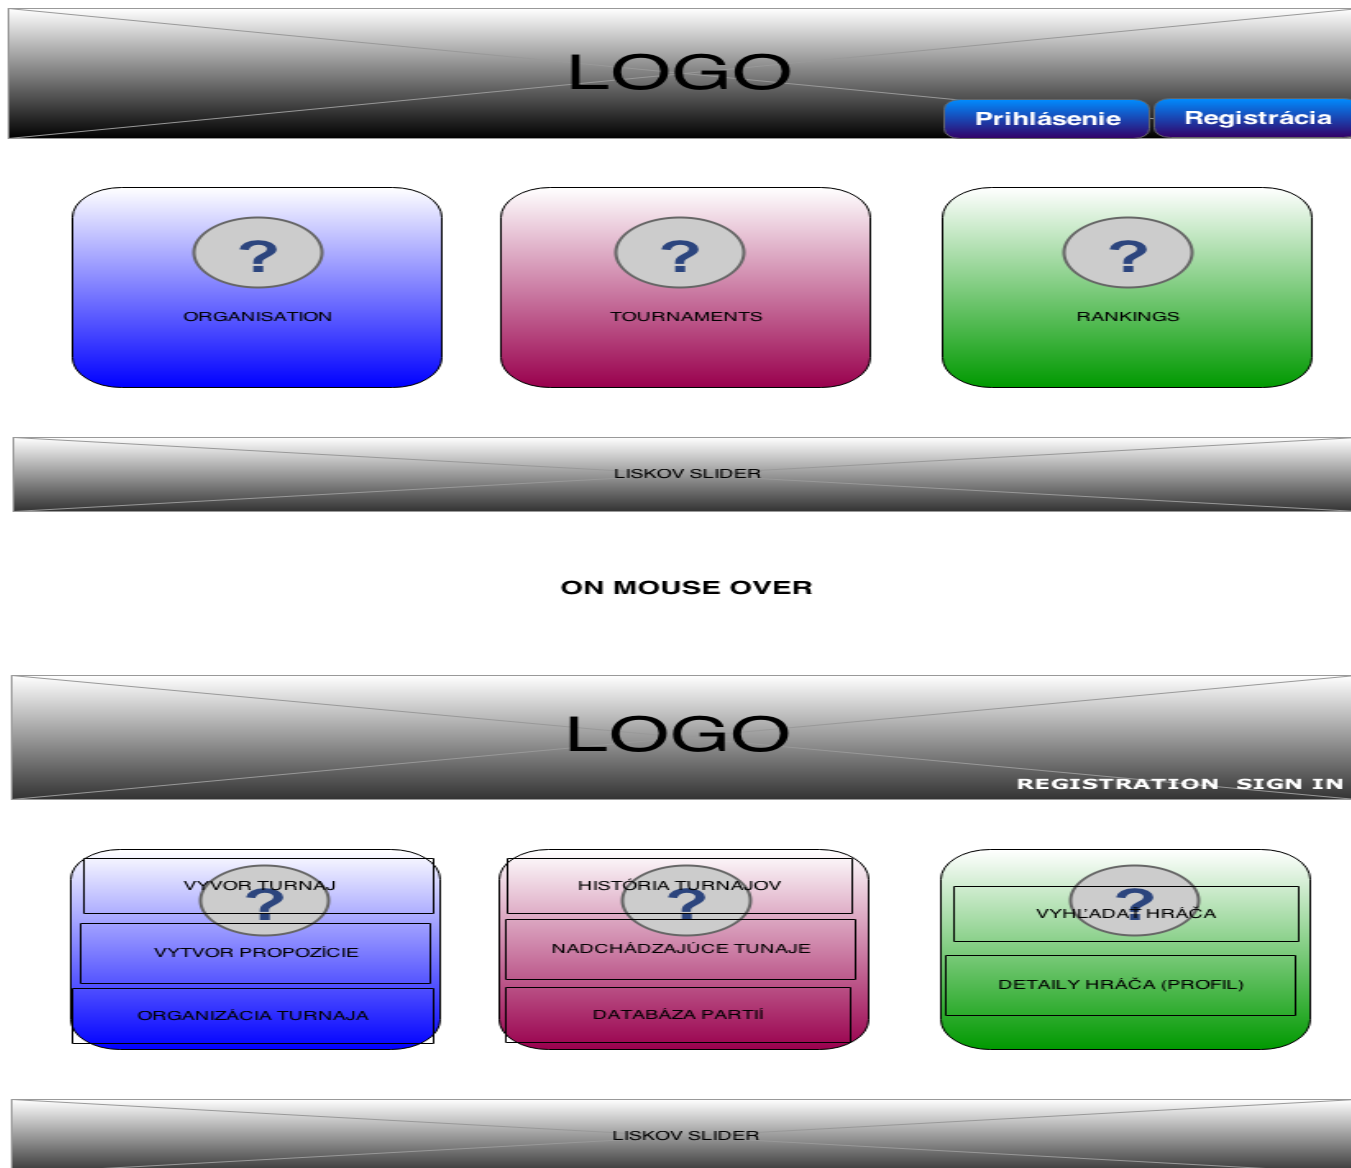 LOGO
Prihlásenie Registrácia
?
?
?
ORGANISATION
TOURNAMENTS
RANKINGS
LISKOV SLIDER
ON MOUSE OVER
LOGO
REGISTRATION SIGN IN
?
VYVOR TURNAJ
VYTVOR PROPOZÍCIE
ORGANIZÁCIA TURNAJA
?
HISTÓRIA TURNAJOV
NADCHÁDZAJÚCE TUNAJE
DATABÁZA PARTIÍ
?
VYHĽADAŤ HRÁČA
DETAILY HRÁČA (PROFIL)
LISKOV SLIDER